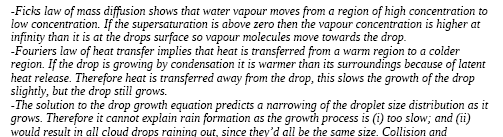 -Ficks law of mass diffusion shows that water vapour moves from a region of high concentration to
low concentration. If the supersaturation is above zero then the vapour concentration is higher at
infinity than it is at the drops surface so vapour molecules move towards the drop.
-Fouriers law of heat transfer implies that heat is transferred from a warm region to a colder
region. If the drop is growing by condensation it is warmer than its surroundings because of latent
heat release. Therefore heat is transferred away from the drop, this slows the growth of the drop
slightly, but the drop still grows.
-The solution to the drop growth equation predicts a narrowing of the droplet size distribution as it
grows. Therefore it cannot explain rain formation as the growth process is (i) too slow; and (ii)
would result in all cloud drops raining out, since they'd all be the same size. Collision and